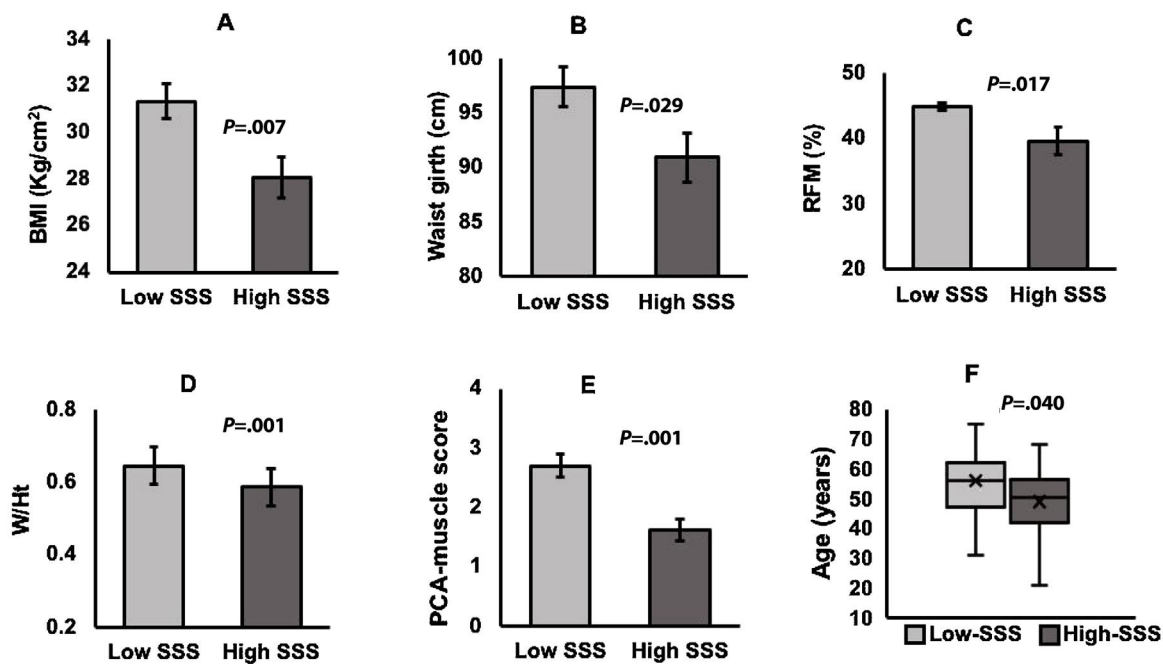 A
BMI (Kg/cm²)
34
32
30
28
26
24
P=.007
Low SSS High SSS
B
Waist girth (cm)
100
95
90
85
80
P=.029
Low SSS High SSS
C
RFM (%)
50
40
30
20
P=.017
Low SSS High SSS
D
W/Ht
0.8
0.6
0.4
0.2
P=.001
Low SSS High SSS
E
PCA-muscle score
4
3
2
1
0
P=.001
Low SSS High SSS
F
Age (years)
80
70
60
50
40
30
20
10
P=.040
Low-SSS High-SSS